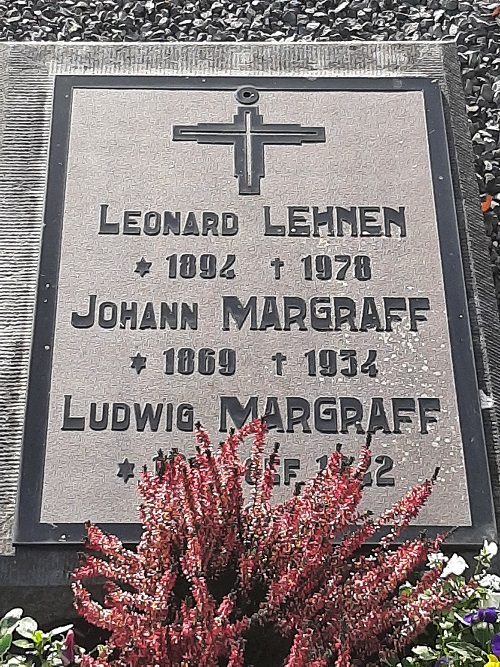 LEONARD LEHNEN
* 1894 † 1978
JOHANN MARGRAFF
* 1869 † 1934
LUDWIG MARGRAFF
*